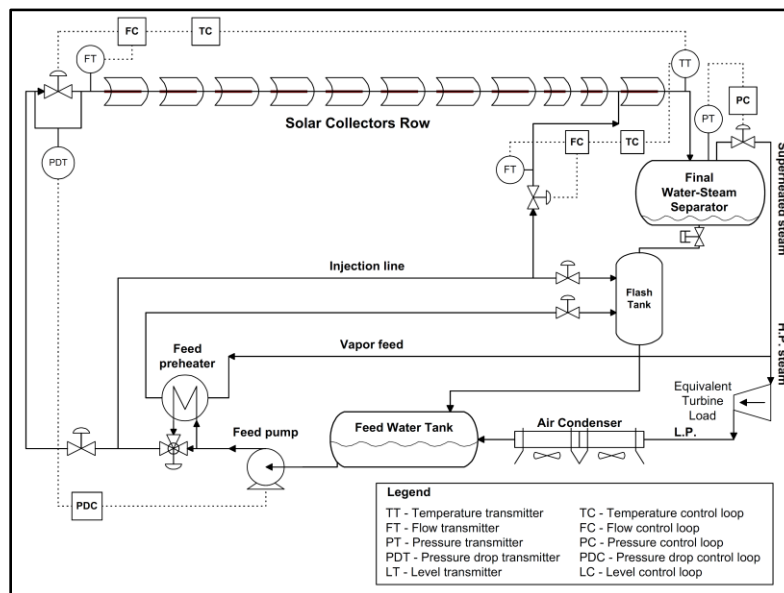 FC
TC
FT
TT
PC
PT
Solar Collectors Row
PDT
FC
TC
FT
Final
Water-Steam
Separator
Superheated steam
Injection line
Flash
Tank
Feed
preheater
Vapor feed
H.P. steam
Equivalent
Turbine
Load
Feed pump
Feed Water Tank
Air Condenser
L.P.
PDC
Legend
TT - Temperature transmitter
FT - Flow transmitter
PT - Pressure transmitter
PDT - Pressure drop transmitter
LT - Level transmitter
TC - Temperature control loop
FC - Flow control loop
PC - Pressure control loop
PDC - Pressure drop control loop
LC - Level control loop